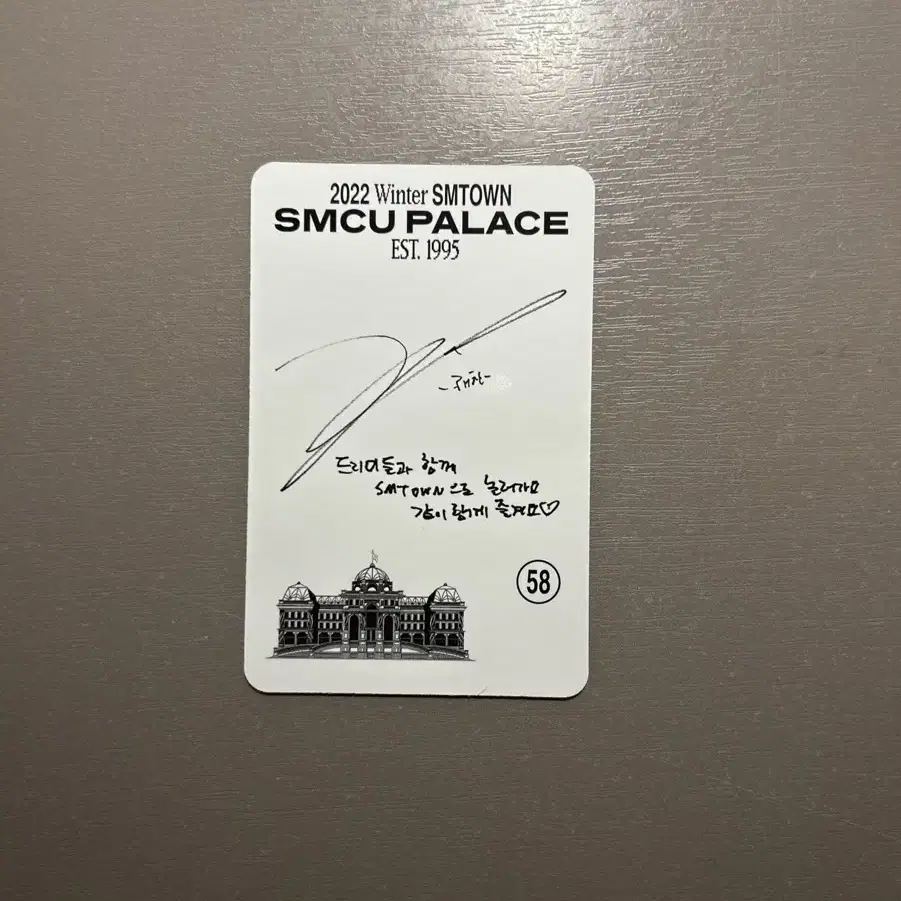 2022 Winter SMTOWN
SMCU PALACE
EST. 1995
드리미들과 함께
SMTOWN으로 놀러가요
같이 함께 즐겨요♡
58